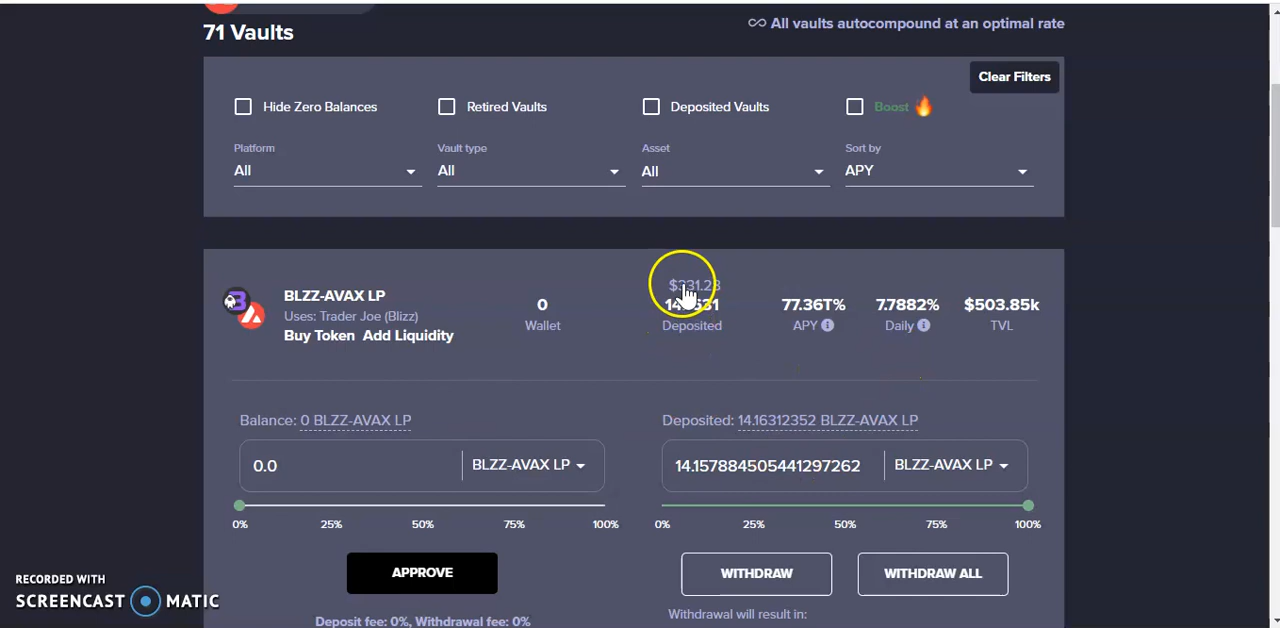 71 Vaults
All vaults autocompound at an optimal rate
Clear Filters
Hide Zero Balances
Retired Vaults
Deposited Vaults
Boost
Platform
Vault type
Asset
Sort by
All
All
All
APY
BLZZ-AVAX LP
Uses: Trader Joe (Blizz)
Buy Token Add Liquidity
0
Wallet
Deposited
77.36T%
APY
7.7882%
Daily
$503.85k
TVL
Balance: 0 BLZZ-AVAX LP
0.0
BLZZ-AVAX LP
0%
25%
50%
75%
100%
APPROVE
Deposit fee: 0%, Withdrawal fee: 0%
Deposited: 14.16312352 BLZZ-AVAX LP
14.157884505441297262
BLZZ-AVAX LP
0%
25%
50%
75%
100%
WITHDRAW
WITHDRAW ALL
Withdrawal will result in:
RECORDED WITH
SCREENCAST MATIC